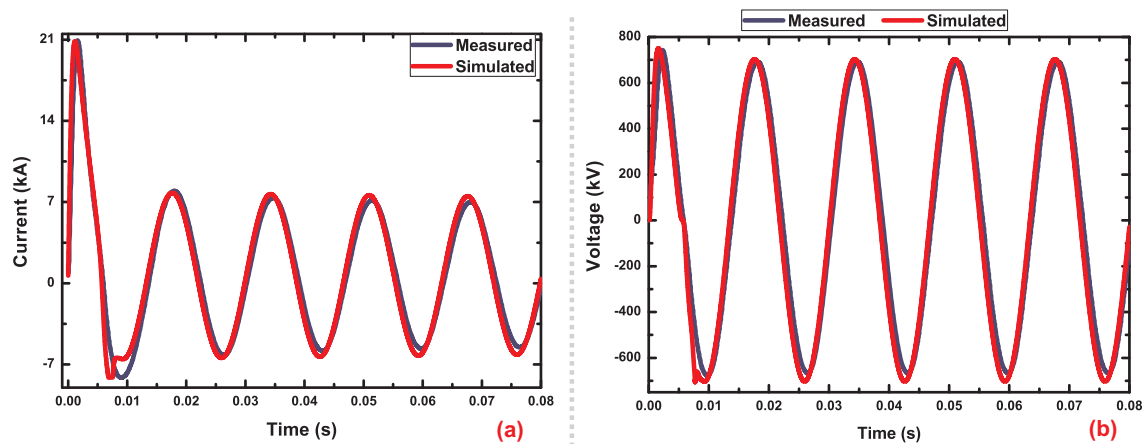 Measured
Simulated
Current (kA)
21
14
7
0
-7
0.00 0.01 0.02 0.03 0.04 0.05 0.06 0.07 0.08
Time (s)
(a)
Measured Simulated
Voltage (kV)
800
600
400
200
0
-200
-400
-600
0.00 0.01 0.02 0.03 0.04 0.05 0.06 0.07 0.08
Time (s)
(b)